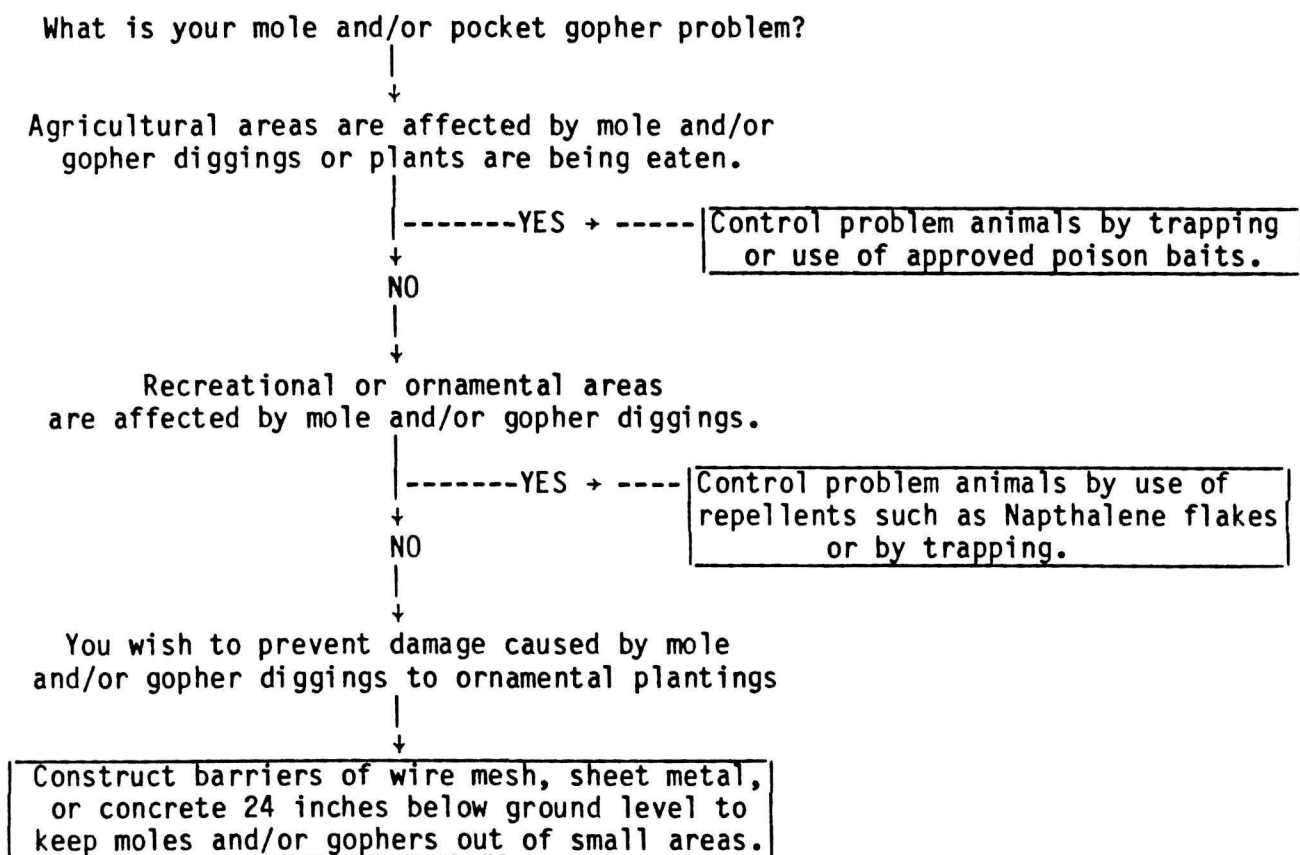 What is your mole and/or pocket gopher problem?
Agricultural areas are affected by mole and/or
gopher diggings or plants are being eaten.
YES
Control problem animals by trapping
or use of approved poison baits.
NO
Recreational or ornamental areas
are affected by mole and/or gopher diggings.
YES
Control problem animals by use of
repellents such as Napthalene flakes
or by trapping.
NO
You wish to prevent damage caused by mole
and/or gopher diggings to ornamental plantings
Construct barriers of wire mesh, sheet metal,
or concrete 24 inches below ground level to
keep moles and/or gophers out of small areas.